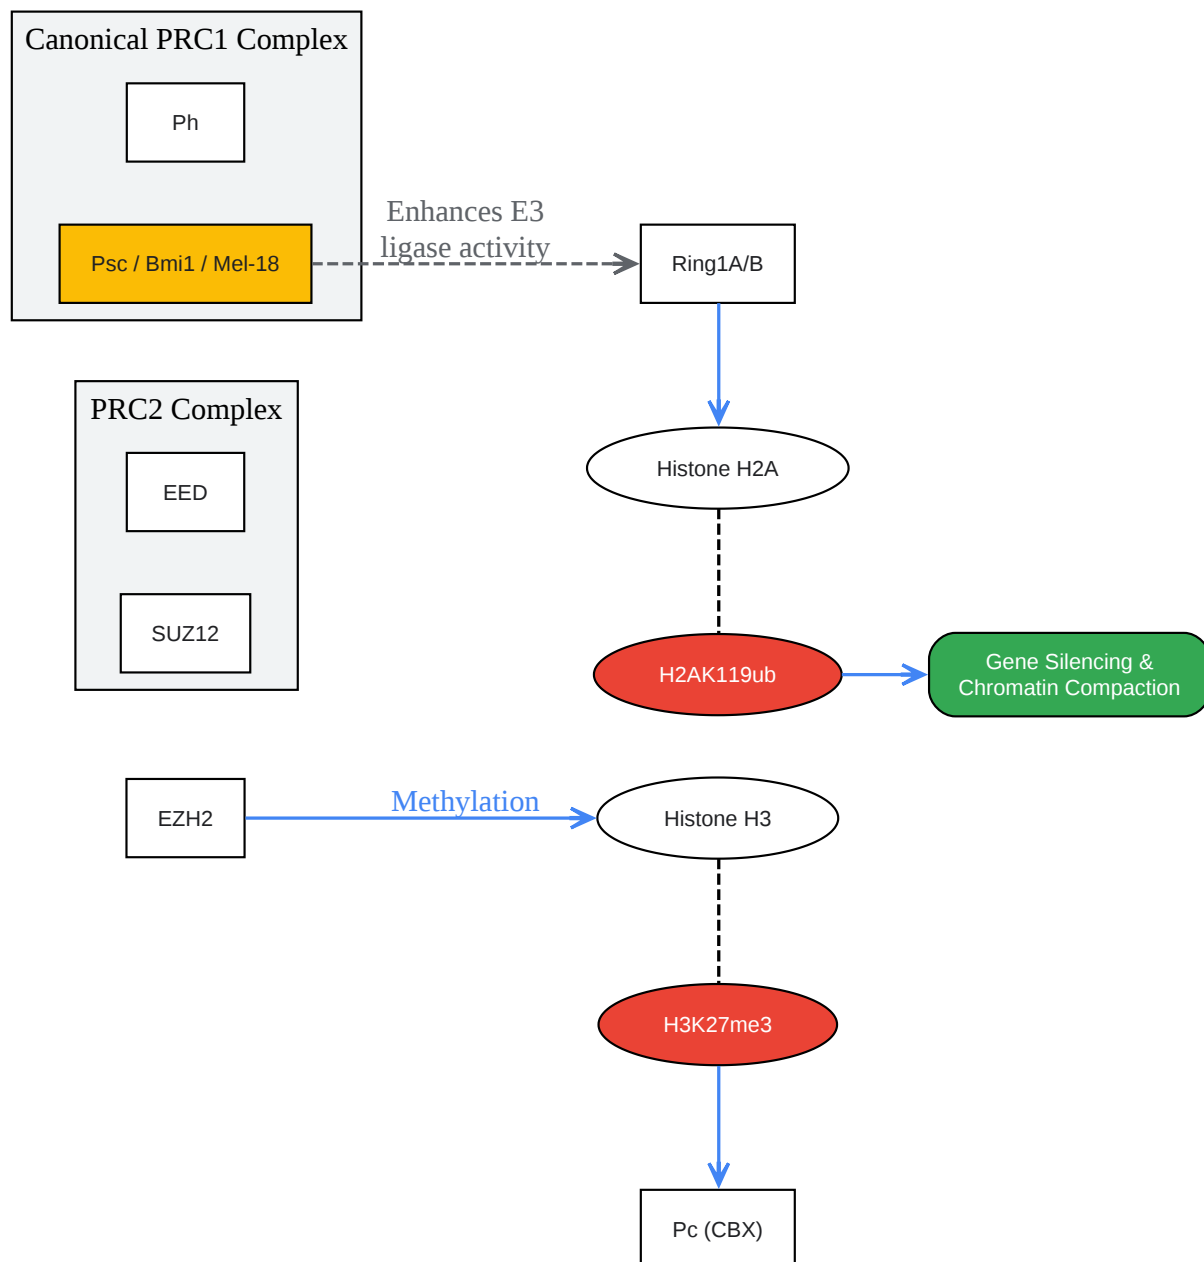 Canonical PRC1 Complex
Ph
Psc / Bmi1 / Mel-18
Enhances E3
ligase activity
Ring1A/B
PRC2 Complex
EED
SUZ12
Histone H2A
H2AK119ub
Gene Silencing &
Chromatin Compaction
EZH2
Methylation
Histone H3
H3K27me3
Pc (CBX)